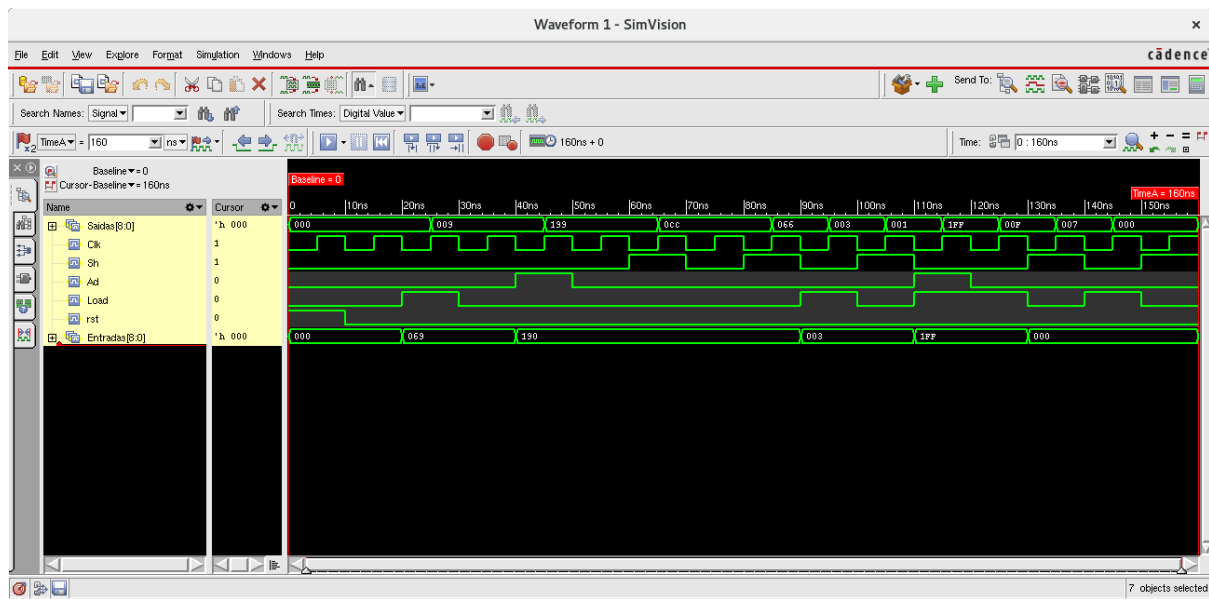 Waveform 1 - SimVision
×
File Edit View Explore Format Simulation Windows Help
cādence
Send To:
Search Names: Signal
Search Times: Digital Value
x2 TimeA = 160 ns
160ns + 0
Time: 0 : 160ns
Baseline = 0
Cursor-Baseline = 160ns
Baseline = 0
TimeA = 160ns
Name Cursor
0 10ns 20ns 30ns 40ns 50ns 60ns 70ns 80ns 90ns 100ns 110ns 120ns 130ns 140ns 150ns
Saidas[8:0] 'h 000 000 009 199 0CC 066 003 001 1FF 00F 007 000
Clk 1
Sh 1
Ad 0
Load 0
rst 0
Entradas[8:0] 'h 000 000 069 190 003 1FF 000
7 objects selected